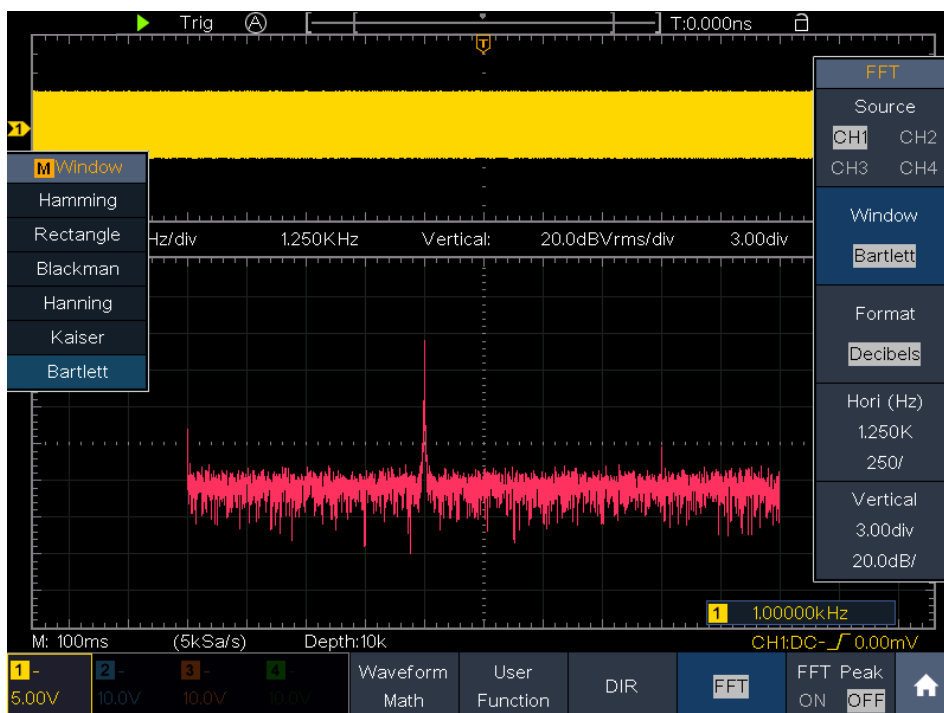 Trig A T:0.000ns
T
FFT
Source
CH1 CH2
CH3 CH4
1
M Window
Hamming
Rectangle
Blackman
Hanning
Kaiser
Bartlett
Hz/div 1.250KHz Vertical: 20.0dBVrms/div 3.00div
Window
Bartlett
Format
Decibels
Hori (Hz)
1.250K
250/
Vertical
3.00div
20.0dB/
1 1.00000kHz
M: 100ms (5kSa/s) Depth:10k CH1:DC- 0.00mV
1 - 2 - 3 - 4 -
5.00V 10.0V 10.0V 10.0V
Waveform
Math
User
Function
DIR
FFT
FFT Peak
ON OFF